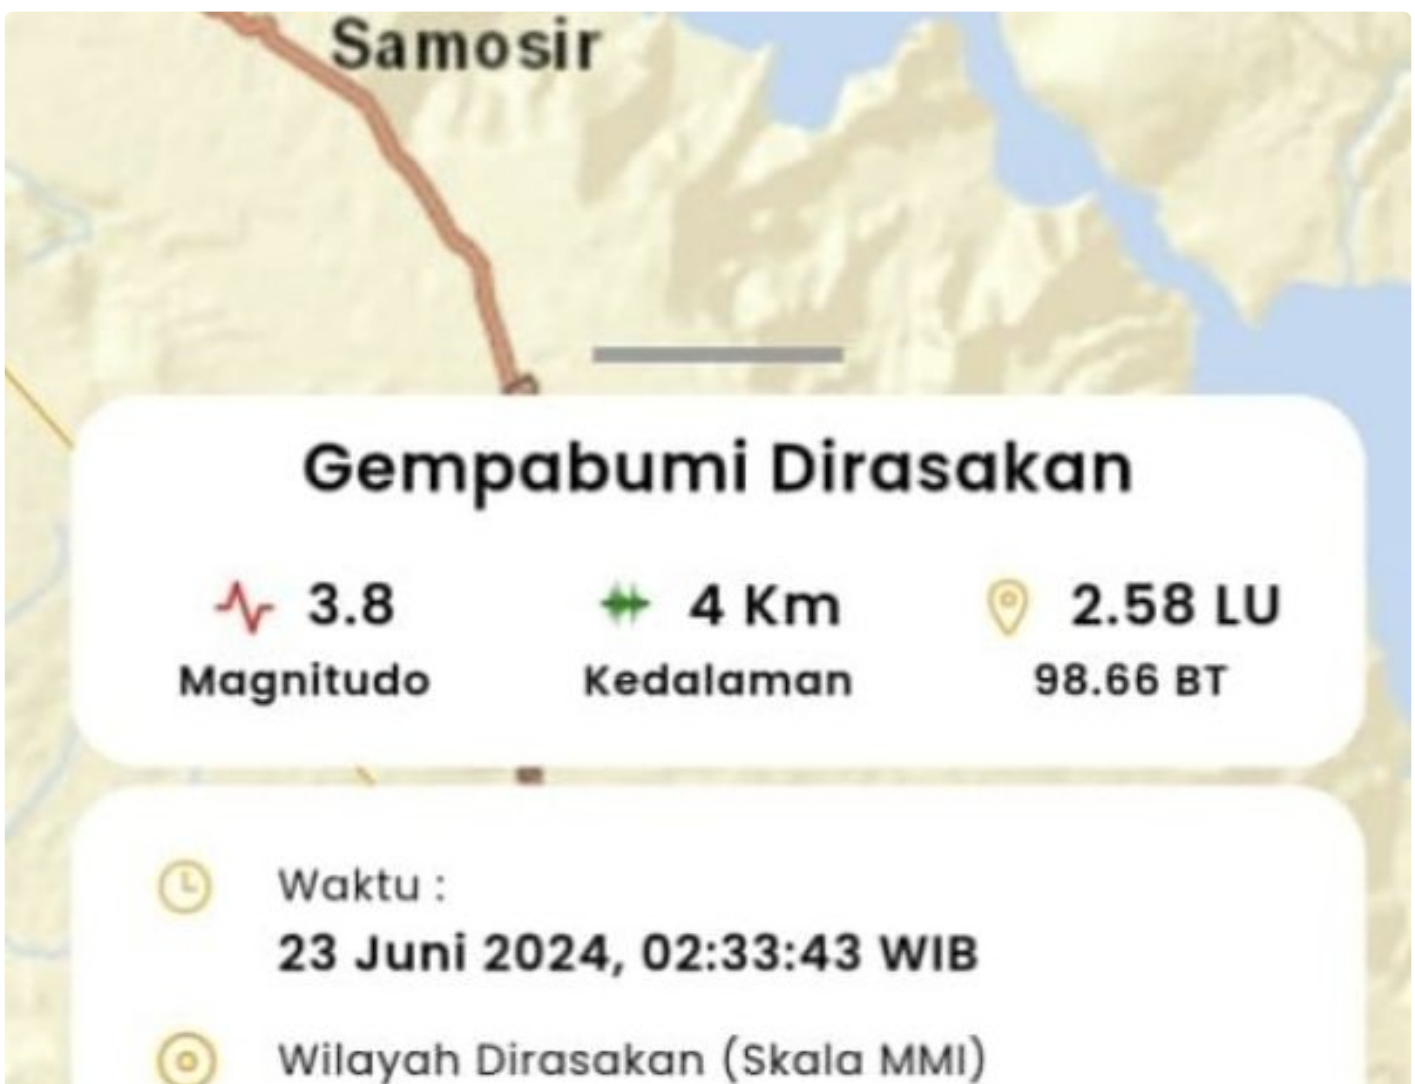 Samosir
Gempabumi Dirasakan
3.8
Magnitudo
4 Km
Kedalaman
2.58 LU
98.66 BT
Waktu :
23 Juni 2024, 02:33:43 WIB
Wilayah Dirasakan (Skala MMI)